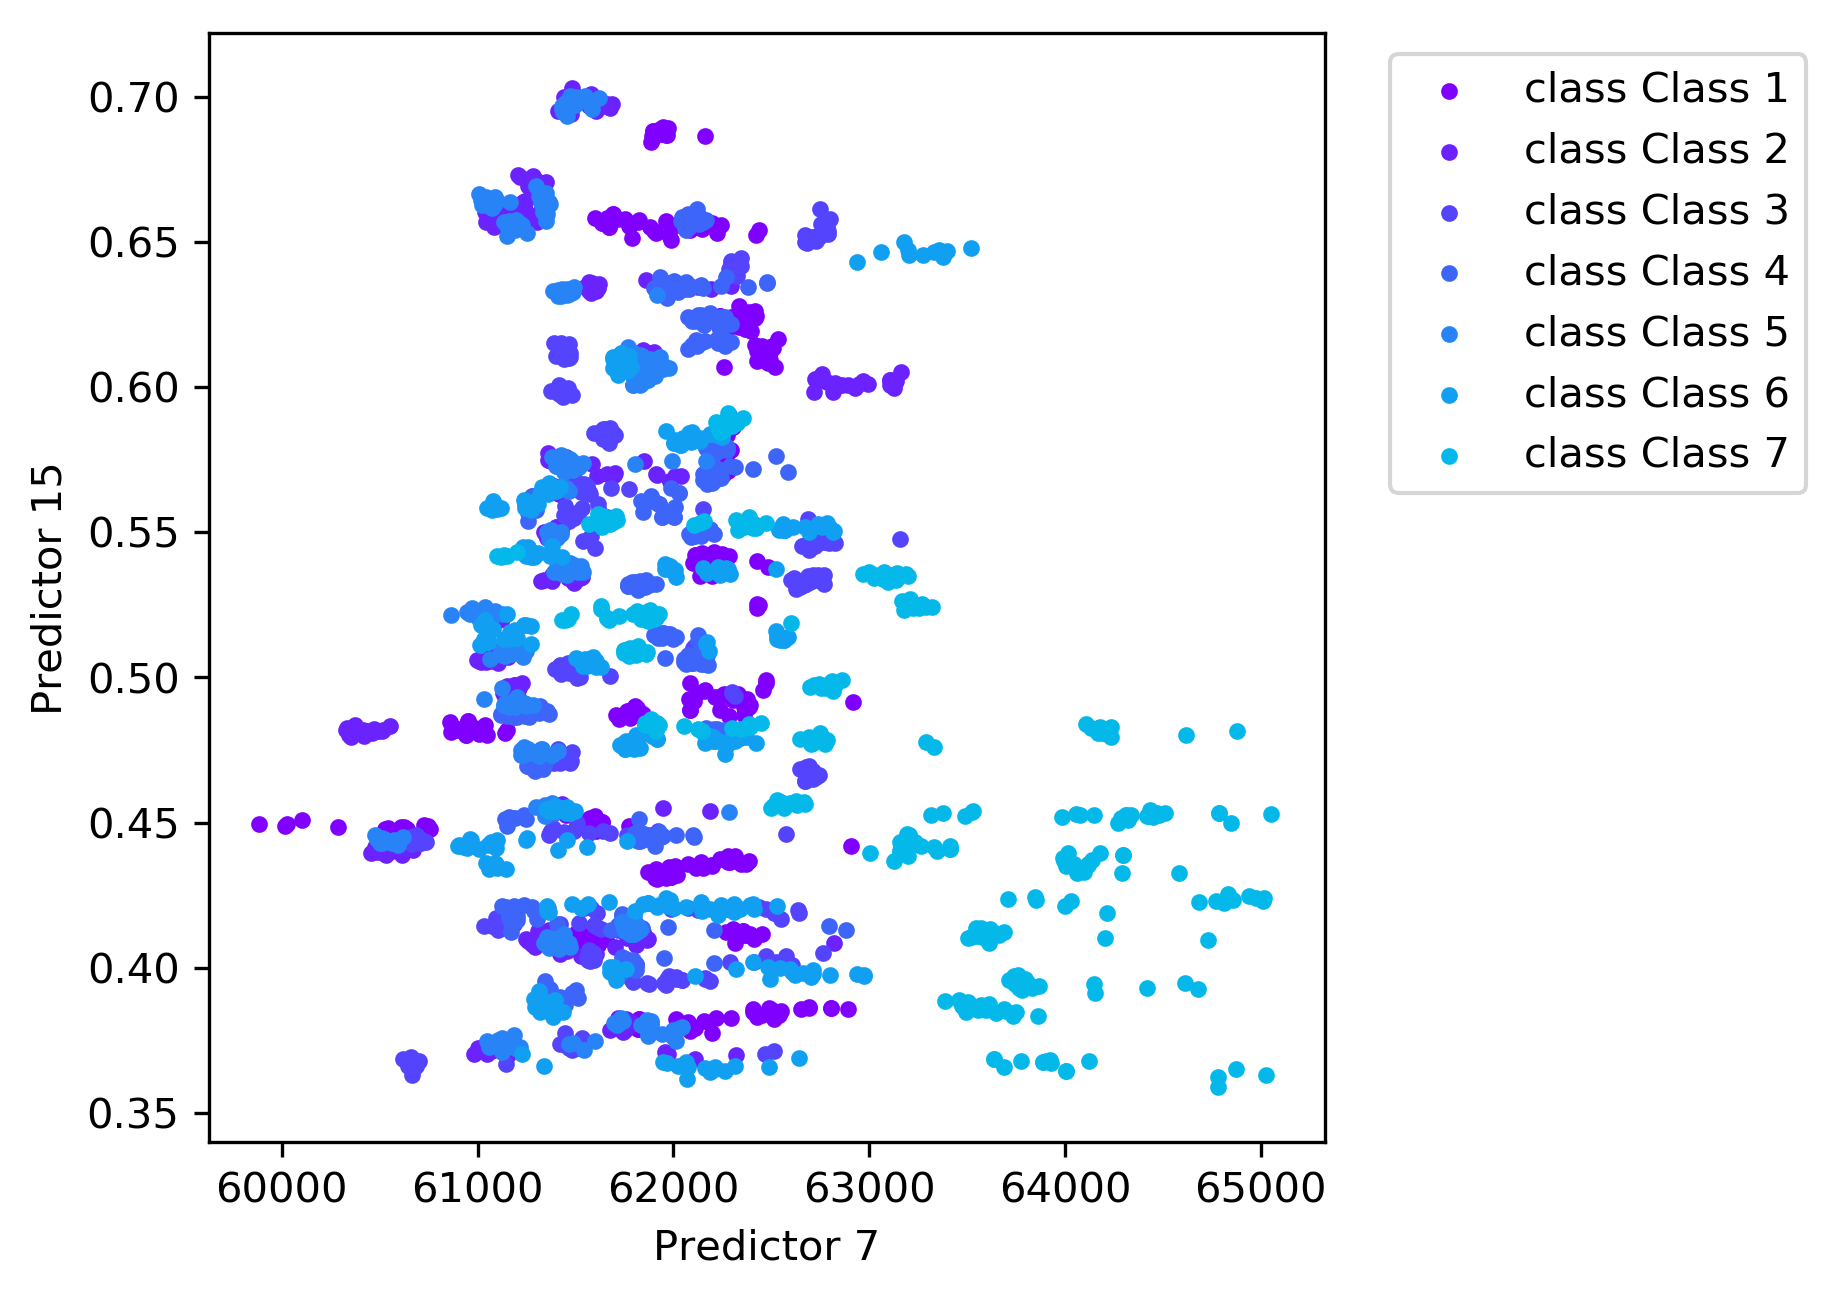 0.70
0.65
0.60
0.55
0.50
0.45
0.40
0.35
Predictor 15
60000 61000 62000 63000 64000 65000
Predictor 7
class Class 1
class Class 2
class Class 3
class Class 4
class Class 5
class Class 6
class Class 7